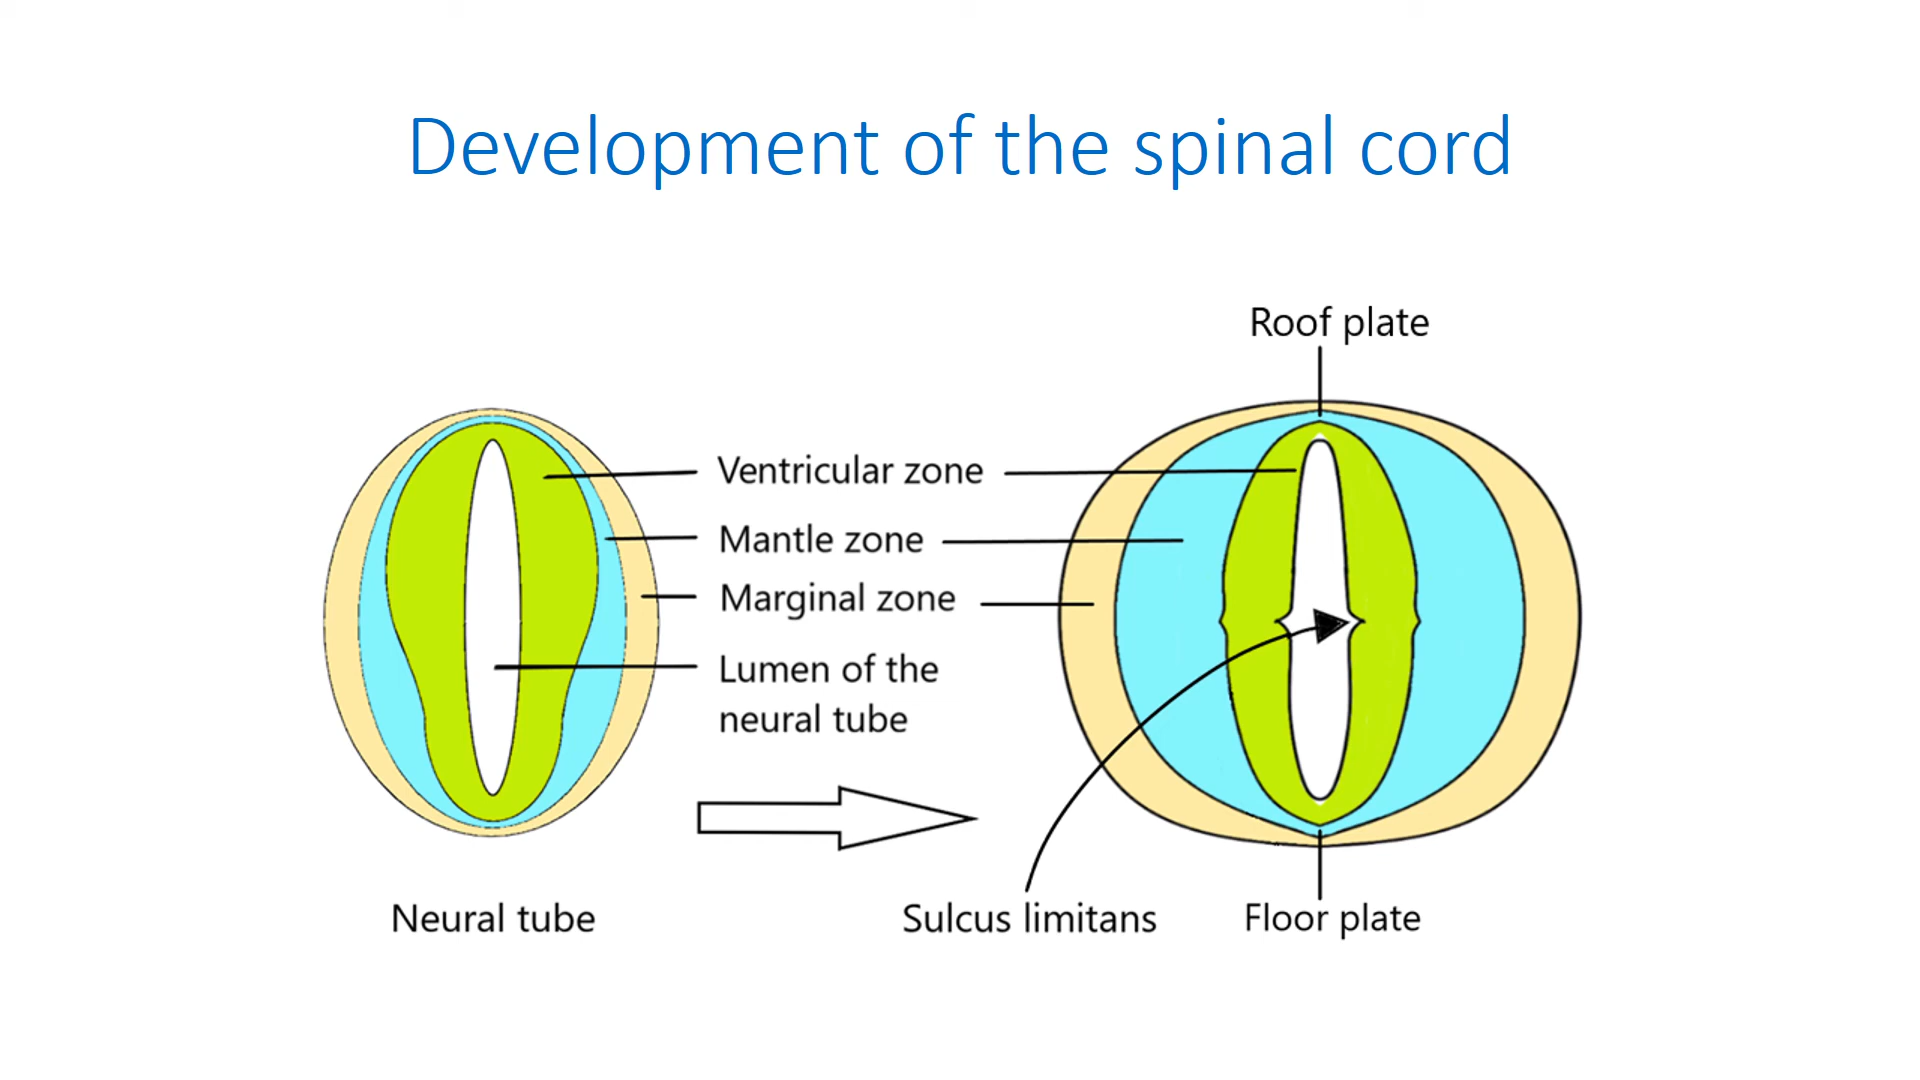 Development of the spinal cord
Roof plate
Ventricular zone
Mantle zone
Marginal zone
Lumen of the
neural tube
Neural tube
Sulcus limitans
Floor plate